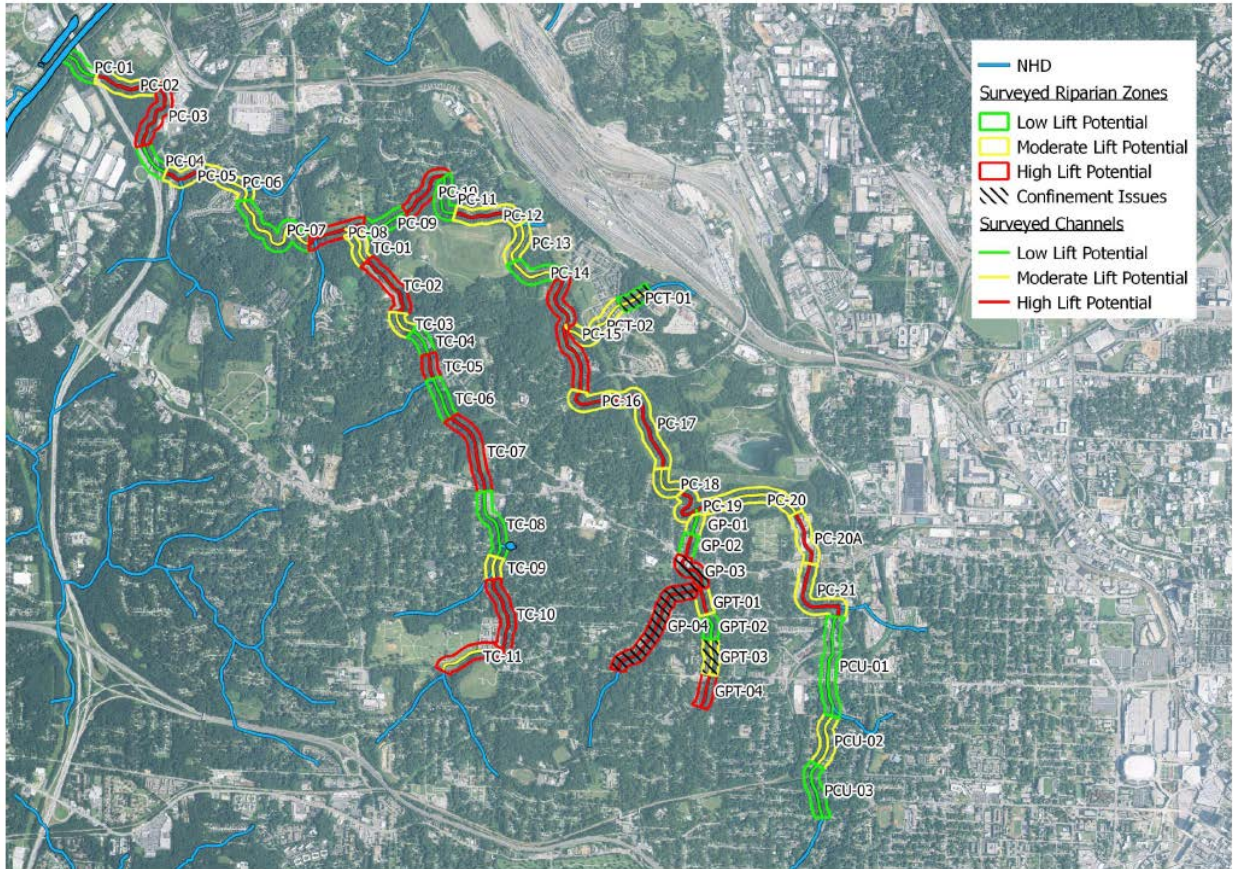 NHD
Surveyed Riparian Zones
Low Lift Potential
Moderate Lift Potential
High Lift Potential
Confinement Issues
Surveyed Channels
Low Lift Potential
Moderate Lift Potential
High Lift Potential
PC-01
PC-02
PC-03
PC-04
PC-05
PC-06
PC-07
PC-08
PC-09
PC-10
PC-11
PC-12
PC-13
PC-14
PC-15
PC-16
PC-17
PC-18
PC-19
PC-20
PC-20A
PC-21
PCT-01
PCT-02
TC-01
TC-02
TC-03
TC-04
TC-05
TC-06
TC-07
TC-08
TC-09
TC-10
TC-11
GP-01
GP-02
GP-03
GP-04
GPT-01
GPT-02
GPT-03
GPT-04
PCU-01
PCU-02
PCU-03